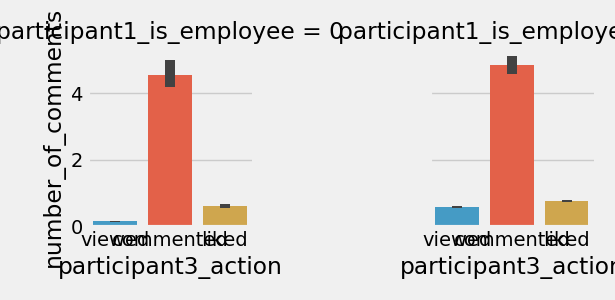 participant1_is_employee = 0
participant1_is_employe
number_of_comments
4
2
0
viewed
commented
liked
viewed
commented
liked
participant3_action
participant3_action